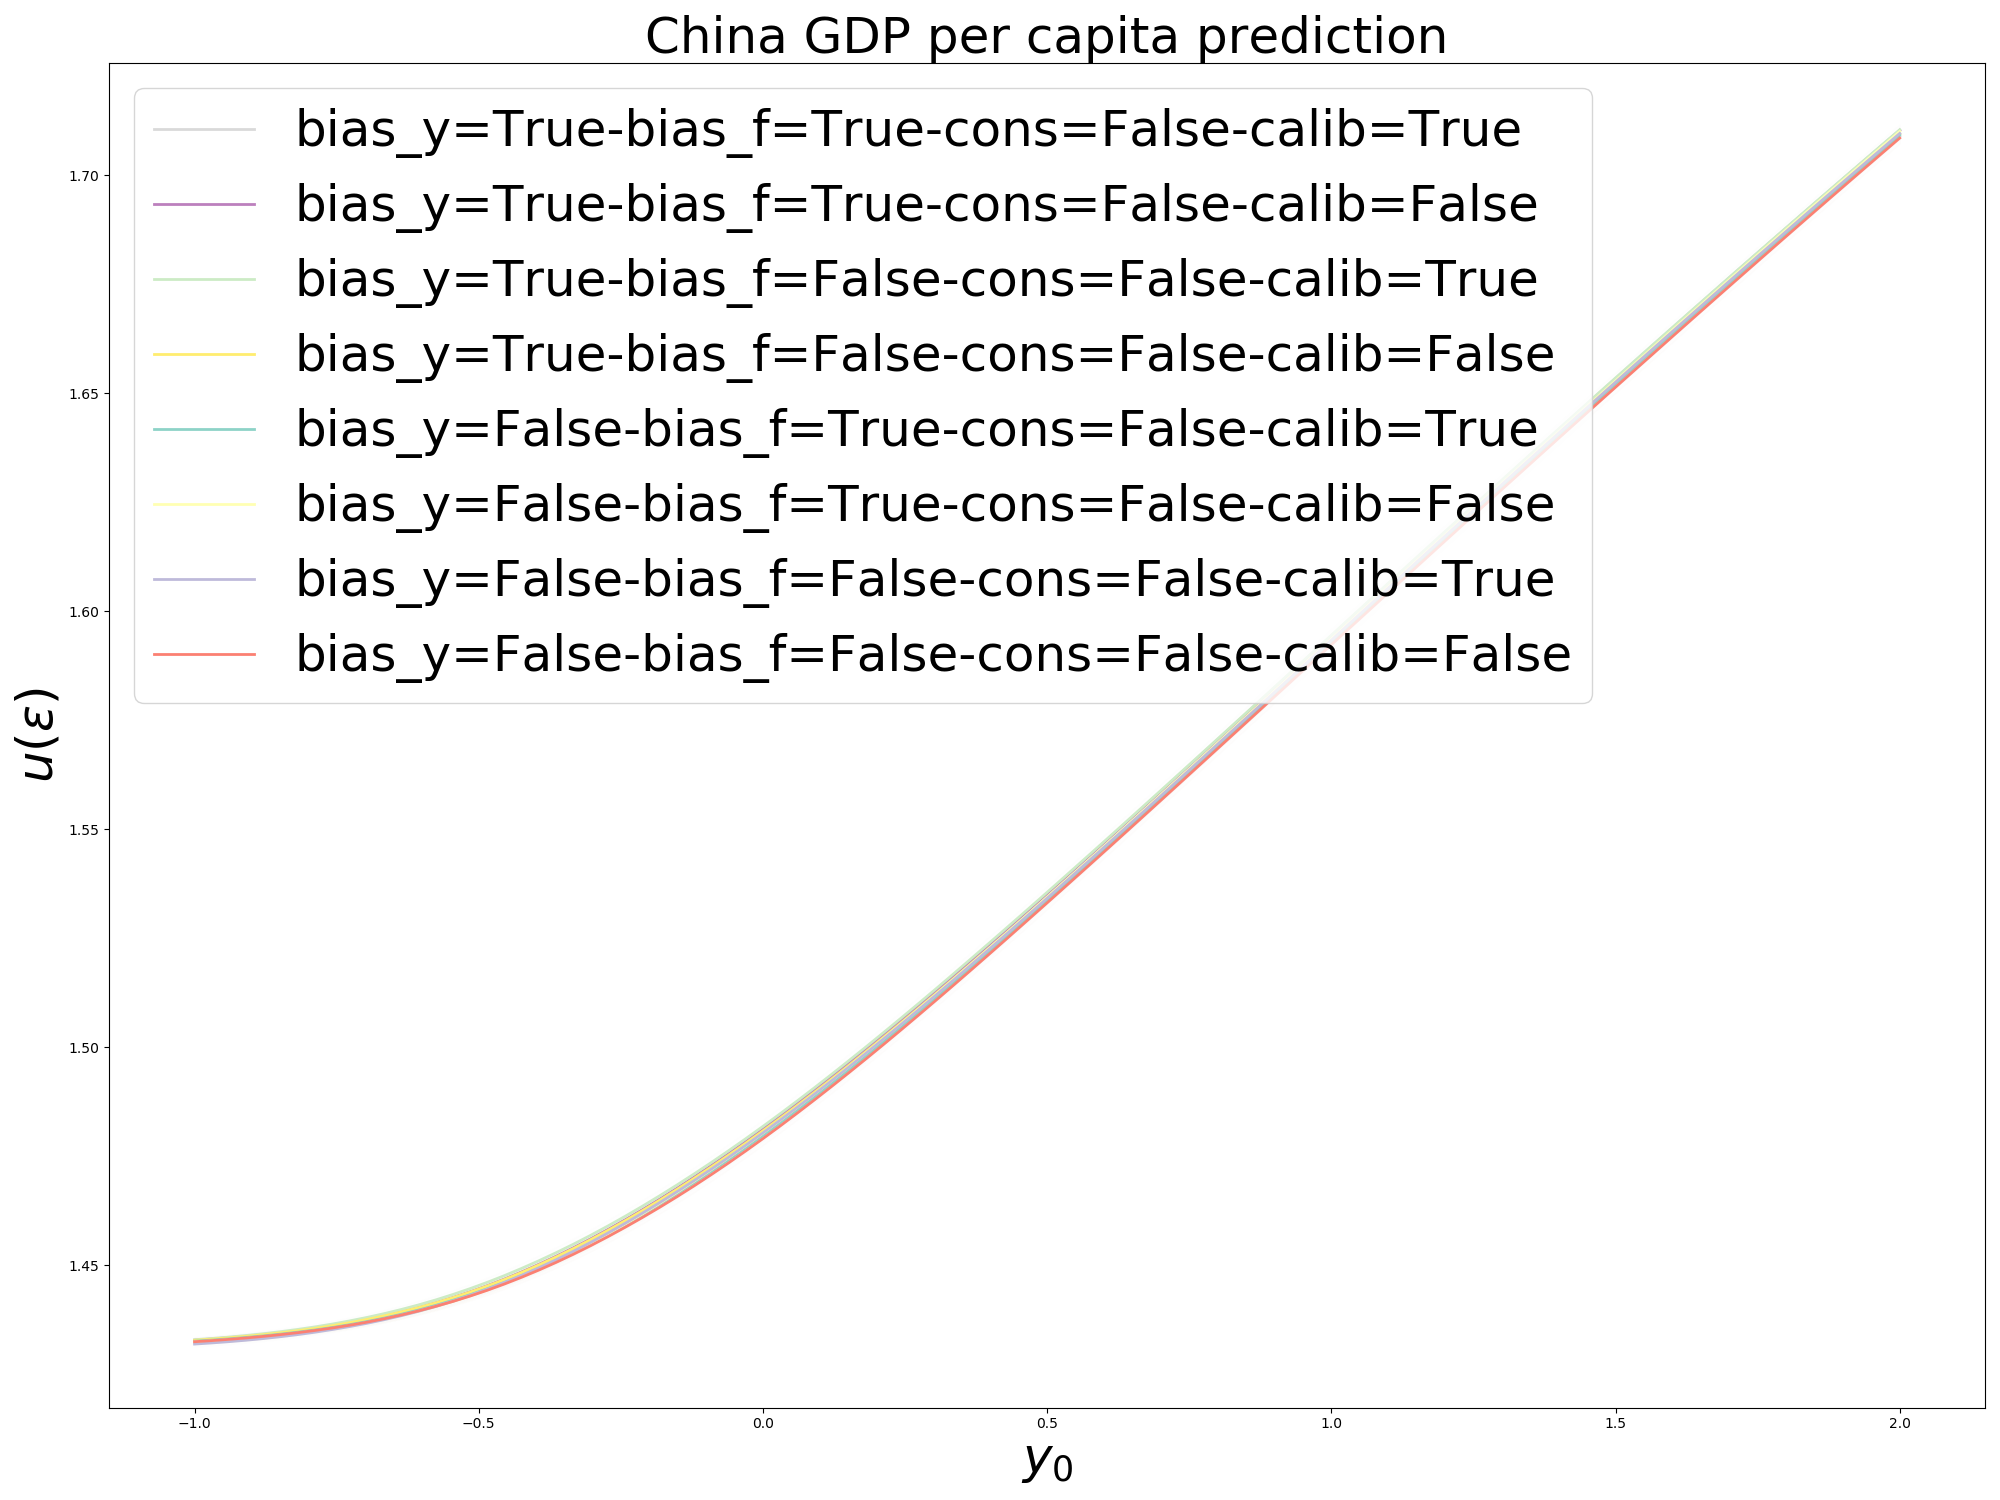 China GDP per capita prediction
bias_y=True-bias_f=True-cons=False-calib=True
bias_y=True-bias_f=True-cons=False-calib=False
bias_y=True-bias_f=False-cons=False-calib=True
bias_y=True-bias_f=False-cons=False-calib=False
bias_y=False-bias_f=True-cons=False-calib=True
bias_y=False-bias_f=True-cons=False-calib=False
bias_y=False-bias_f=False-cons=False-calib=True
bias_y=False-bias_f=False-cons=False-calib=False
u(ε)
1.70
1.65
1.60
1.55
1.50
1.45
−1.0 −0.5 0.0 0.5 1.0 1.5 2.0
y₀